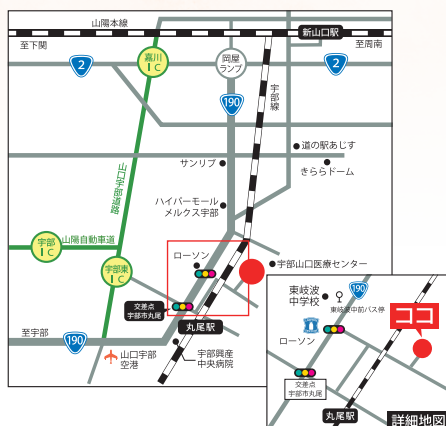 山陽本線
新山口駅
至下関
至周南
嘉川
IC
岡屋
ランプ
2
2
190
宇部線
道の駅あじす
サンリブ
きららドーム
山口宇部道路
ハイパーモール
メルクス宇部
宇部
IC
山陽自動車道
宇部東
IC
ローソン
宇部山口医療センター
交差点
宇部市丸尾
丸尾駅
至宇部
190
山口宇部
空港
宇部興産
中央病院
東岐波
中学校
190
東岐波中前バス停
ココ
ローソン
交差点
宇部市丸尾
丸尾駅
詳細地図